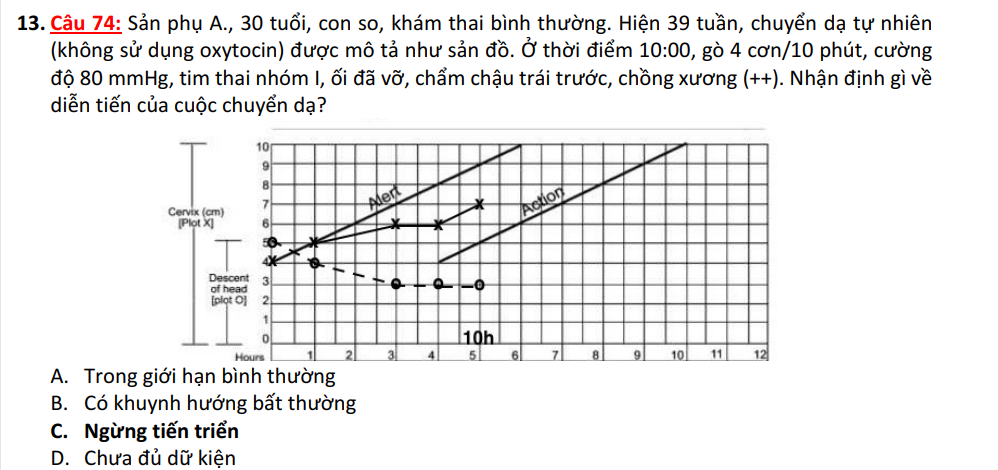 13. Câu 74: Sản phụ A., 30 tuổi, con so, khám thai bình thường. Hiện 39 tuần, chuyển dạ tự nhiên
(không sử dụng oxytocin) được mô tả như sản đồ. Ở thời điểm 10:00, gò 4 cơn/10 phút, cường
độ 80 mmHg, tim thai nhóm I, ối đã vỡ, chẩm chậu trái trước, chồng xương (++). Nhận định gì về
diễn tiến của cuộc chuyển dạ?
10
9
8
Alert
Action
7
Cervix (cm)
[Plot X]
6
5
4
Descent
of head
[plot O]
3
2
1
0
10h
Hours 1 2 3 4 5 6 7 8 9 10 11 12
A. Trong giới hạn bình thường
B. Có khuynh hướng bất thường
C. Ngừng tiến triển
D. Chưa đủ dữ kiện